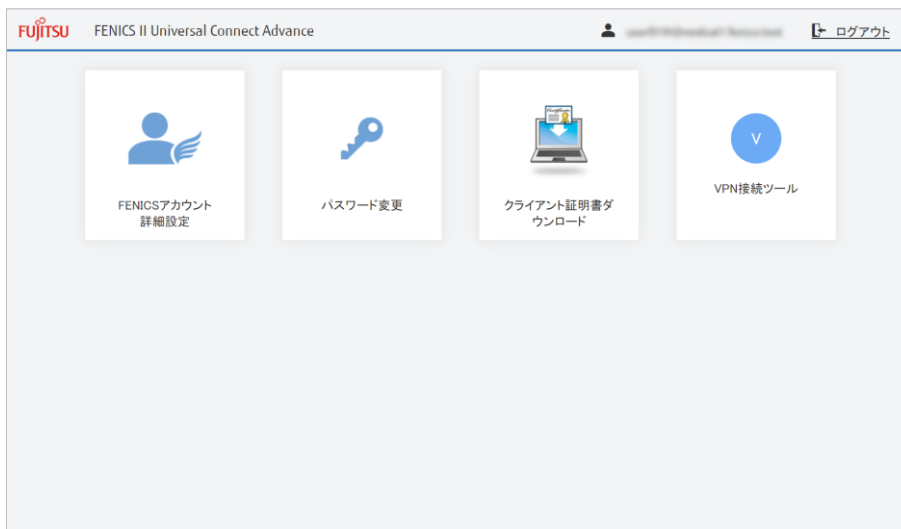 FUJITSU FENICS II Universal Connect Advance ログアウト
FENICSアカウント
詳細設定
パスワード変更
Certificate
クライアント証明書ダ
ウンロード
V
VPN接続ツール